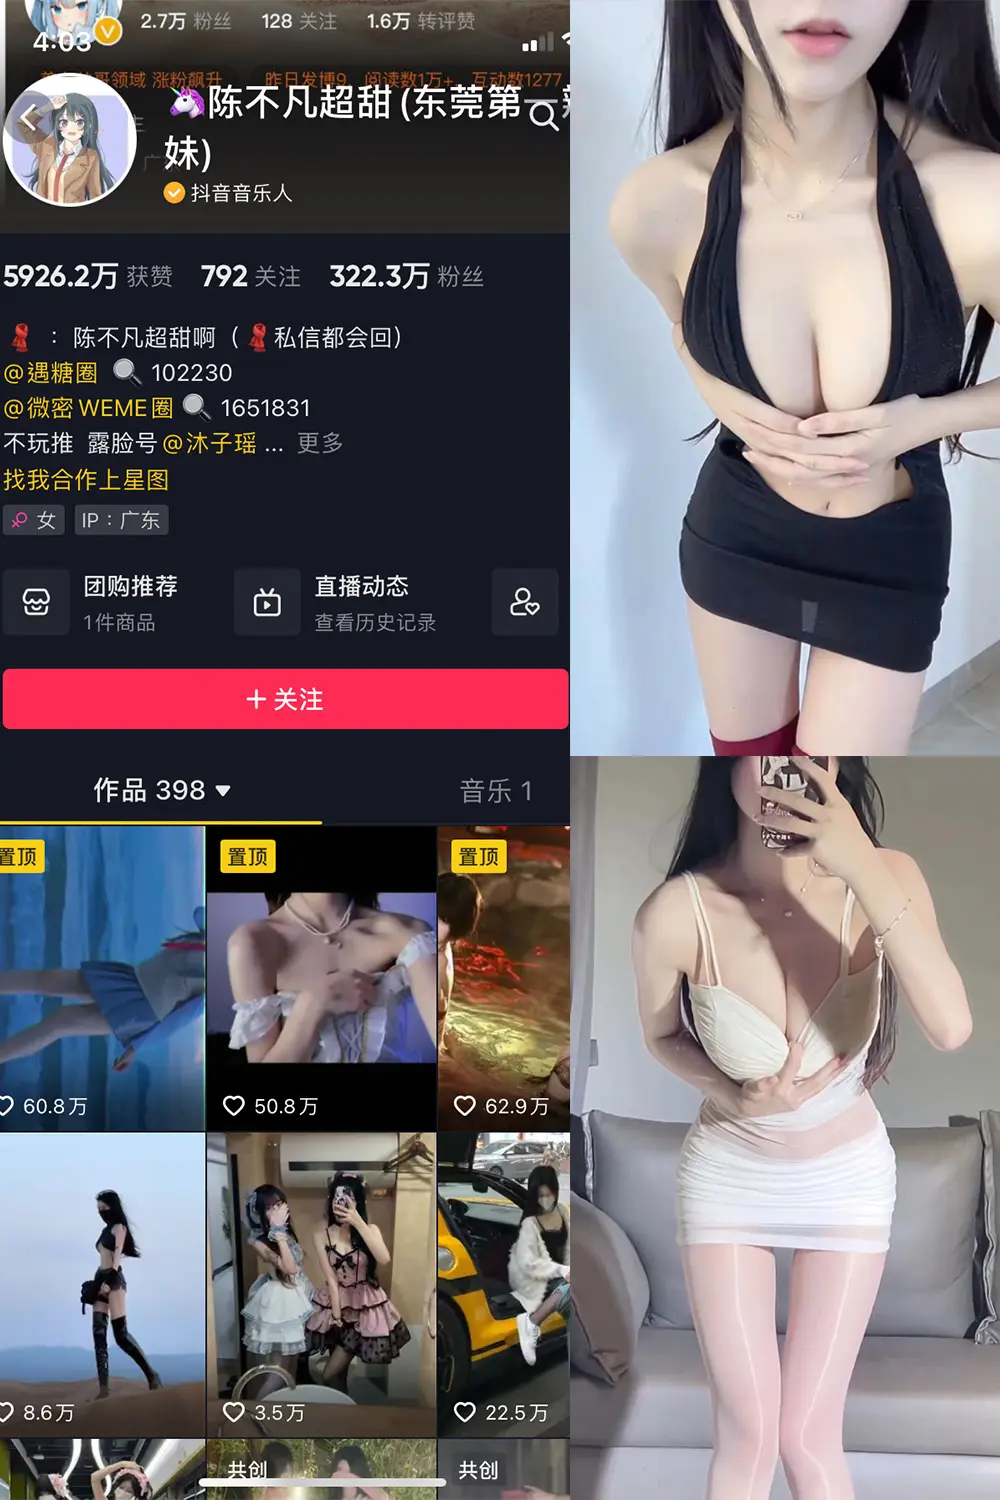 2.7万 粉丝 128 关注 1.6万 转评赞
4:03
领域 涨粉飙升 昨日发博9 阅读数1万+ 互动数1277
陈不凡超甜 (东莞第一
妹)
抖音音乐人
5926.2万 获赞 792 关注 322.3万 粉丝
： 陈不凡超甜啊（ 私信都会回）
@遇糖圈 102230
@微密WEME圈 1651831
不玩推 露脸号 @沐子瑶 ... 更多
找我合作上星图
女 IP：广东
团购推荐 直播动态
1件商品 查看历史记录
+ 关注
作品 398 音乐 1
置顶 置顶 置顶
60.8万 50.8万 62.9万
8.6万 3.5万 22.5万
共创 共创